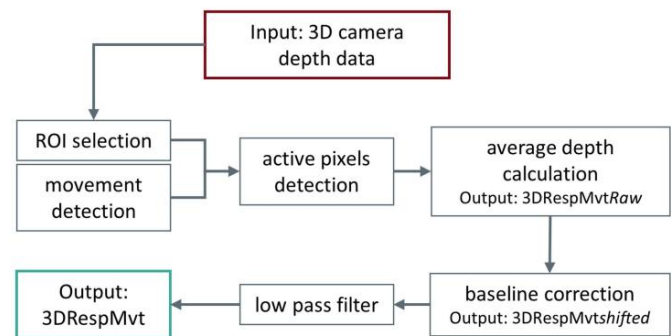 Input: 3D camera
depth data
ROI selection
movement
detection
active pixels
detection
average depth
calculation
Output: 3DRespMvtRaw
Output:
3DRespMvt
low pass filter
baseline correction
Output: 3DRespMvtshifted